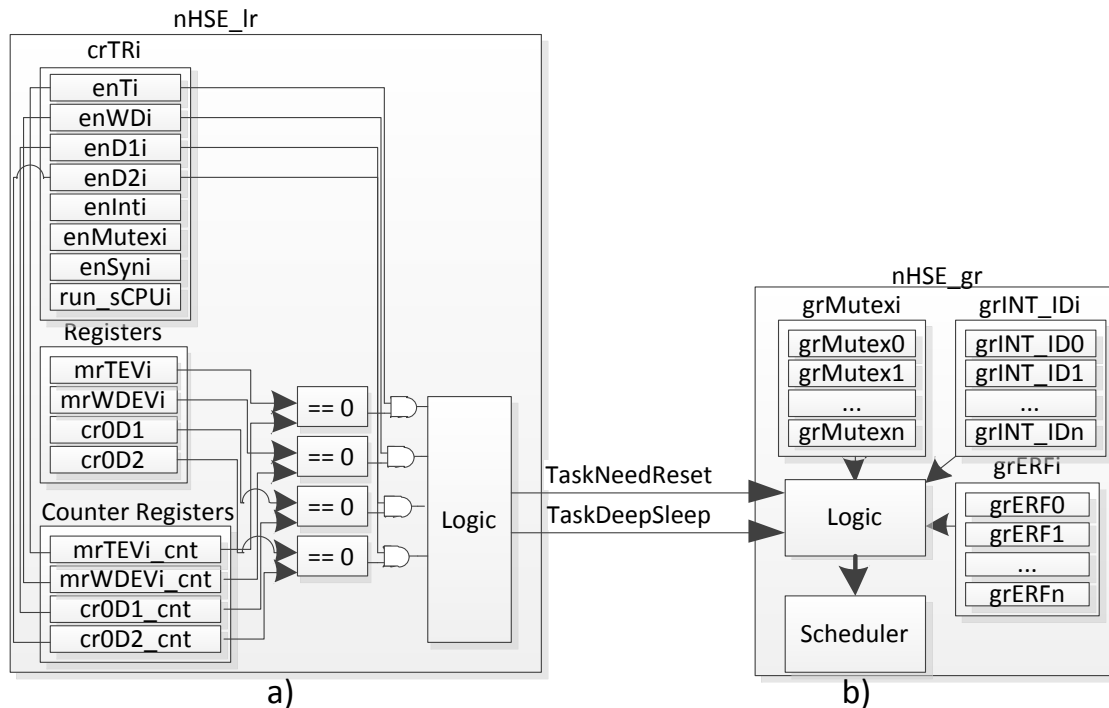 nHSE_lr
crTRi
enTi
enWDi
enD1i
enD2i
enInti
enMutexi
enSyni
run_sCPUi
Registers
mrTEVi
mrWDEVi
cr0D1
cr0D2
Counter Registers
mrTEVi_cnt
mrWDEVi_cnt
cr0D1_cnt
cr0D2_cnt
== 0
== 0
== 0
== 0
Logic
a)
TaskNeedReset
TaskDeepSleep
nHSE_gr
grMutexi
grMutex0
grMutex1
...
grMutexn
grINT_IDi
grINT_ID0
grINT_ID1
...
grINT_IDn
grERFi
grERF0
grERF1
...
grERFn
Logic
Scheduler
b)